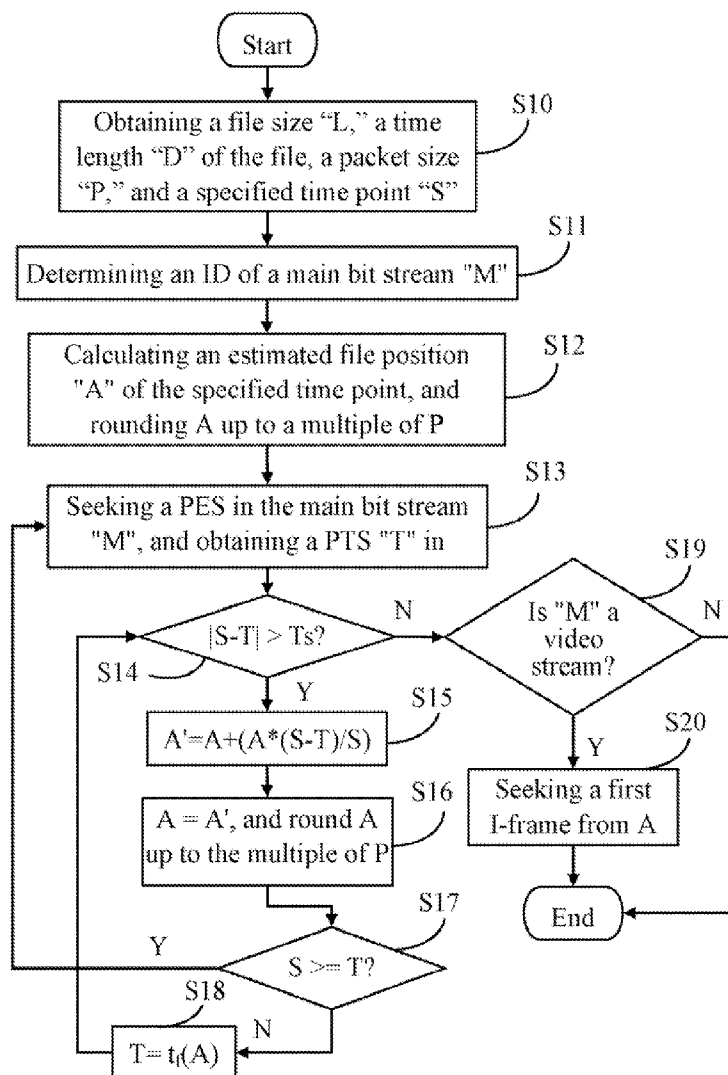 Start
S10
Obtaining a file size “L,” a time
length “D” of the file, a packet size
“P,” and a specified time point “S”
S11
Determining an ID of a main bit stream "M"
S12
Calculating an estimated file position
"A" of the specified time point, and
rounding A up to a multiple of P
S13
Seeking a PES in the main bit stream
"M", and obtaining a PTS "T" in
S19
|S-T| > Ts?
N
Is "M" a
video
stream?
N
S14
Y
S15
A'=A+(A*(S-T)/S)
Y
S20
Seeking a first
I-frame from A
S16
A = A', and round A
up to the multiple of P
End
S17
S >= T?
Y
S18
N
T= t₁(A)